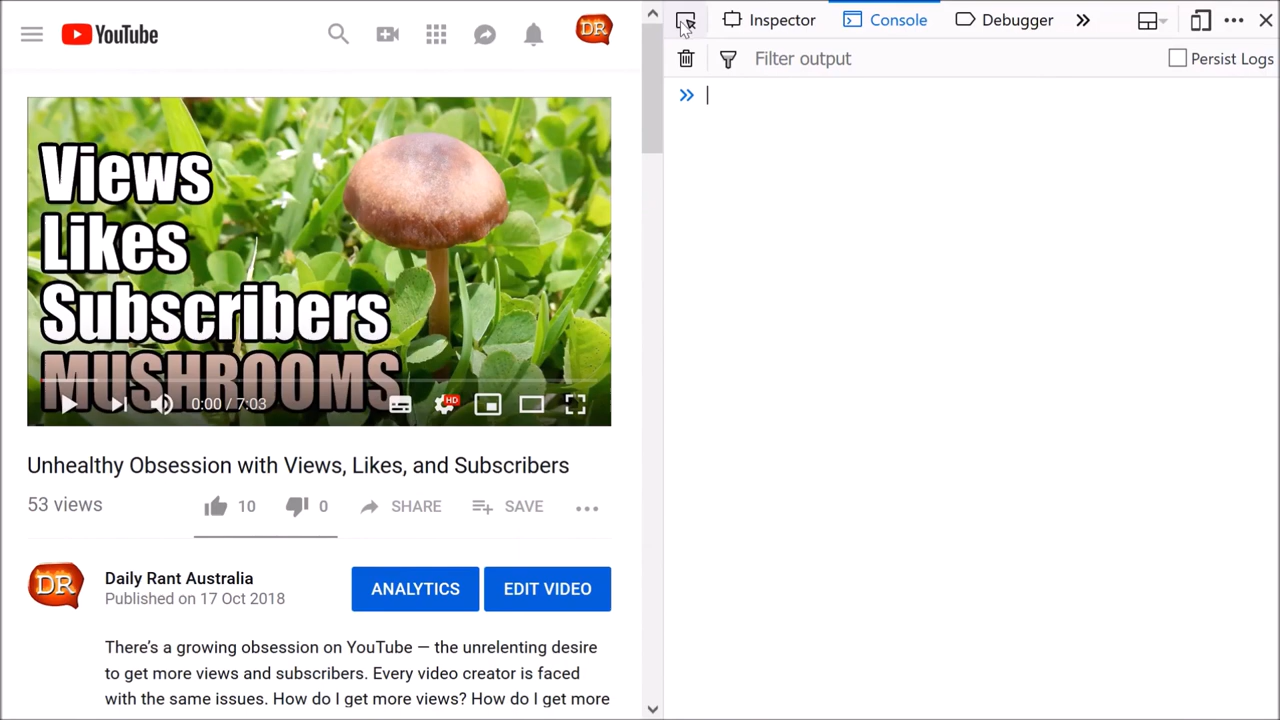 YouTube
DR
Views
Likes
Subscribers
MUSHROOMS
0:00 / 7:03
HD
Unhealthy Obsession with Views, Likes, and Subscribers
53 views
10
0
SHARE
SAVE
DR
Daily Rant Australia
Published on 17 Oct 2018
ANALYTICS
EDIT VIDEO
There’s a growing obsession on YouTube — the unrelenting desire
to get more views and subscribers. Every video creator is faced
with the same issues. How do I get more views? How do I get more
Inspector
Console
Debugger
Filter output
Persist Logs